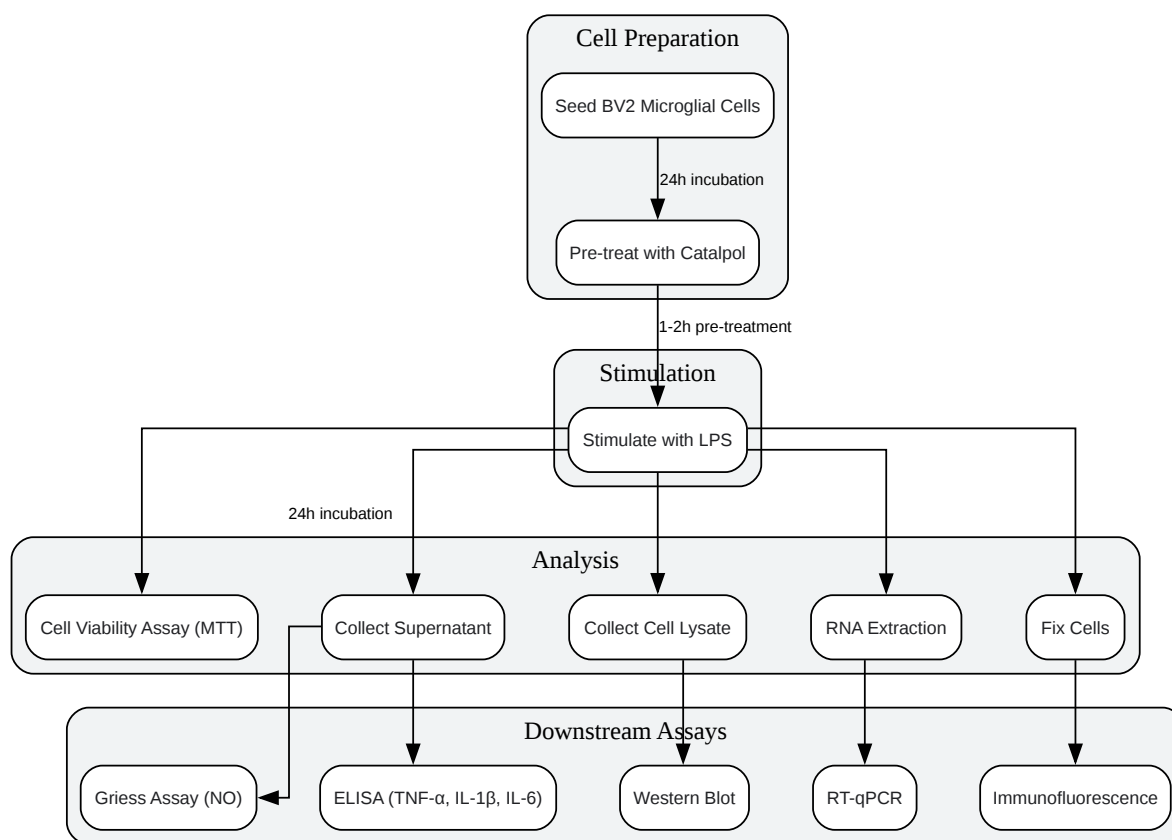 Cell Preparation
Seed BV2 Microglial Cells
24h incubation
Pre-treat with Catalpol
1-2h pre-treatment
Stimulation
Stimulate with LPS
24h incubation
Analysis
Cell Viability Assay (MTT)
Collect Supernatant
Collect Cell Lysate
RNA Extraction
Fix Cells
Downstream Assays
Griess Assay (NO)
ELISA (TNF-α, IL-1β, IL-6)
Western Blot
RT-qPCR
Immunofluorescence